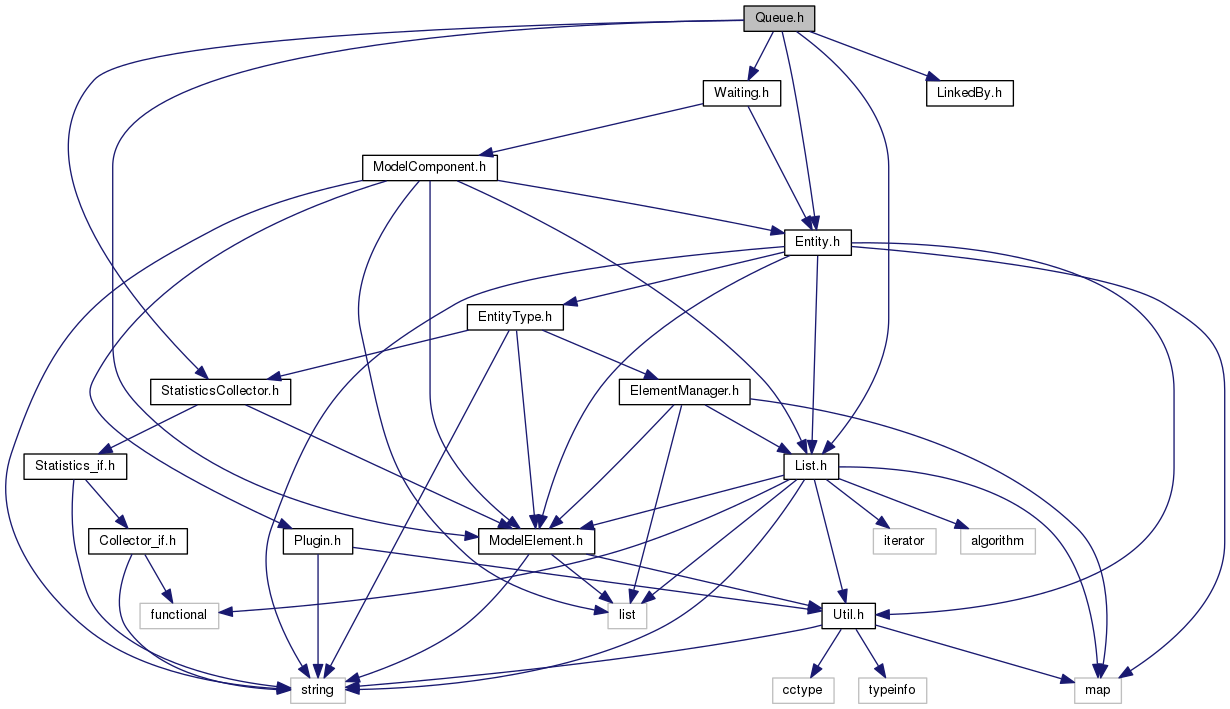 Queue.h
Waiting.h
LinkedBy.h
ModelComponent.h
Entity.h
EntityType.h
StatisticsCollector.h
ElementManager.h
Statistics_if.h
List.h
Collector_if.h
Plugin.h
ModelElement.h
iterator
algorithm
functional
list
Util.h
string
cctype
typeinfo
map